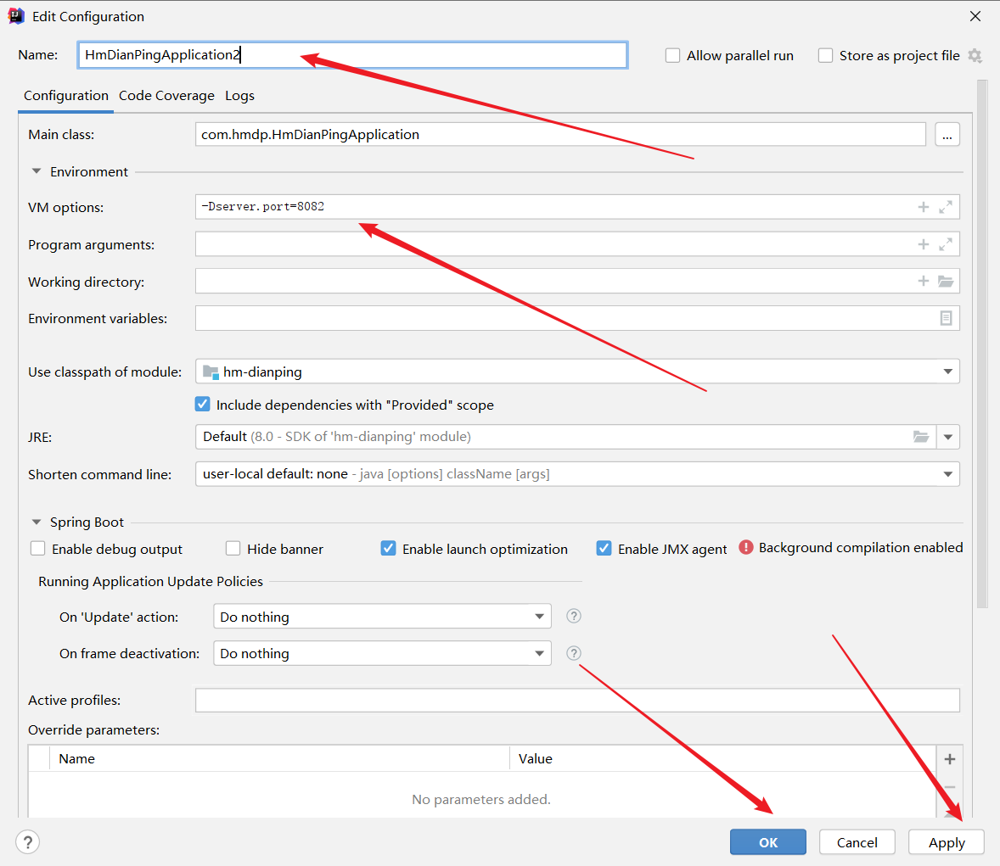 Edit Configuration
Name: HmDianPingApplication2 Allow parallel run Store as project file
Configuration Code Coverage Logs
Main class: com.hmdp.HmDianPingApplication ...
Environment
VM options: -Dserver.port=8082
Program arguments:
Working directory:
Environment variables:
Use classpath of module: hm-dianping
Include dependencies with "Provided" scope
JRE: Default (8.0 - SDK of 'hm-dianping' module)
Shorten command line: user-local default: none - java [options] className [args]
Spring Boot
Enable debug output Hide banner Enable launch optimization Enable JMX agent Background compilation enabled
Running Application Update Policies
On 'Update' action: Do nothing ?
On frame deactivation: Do nothing ?
Active profiles:
Override parameters:
Name Value
No parameters added.
? OK Cancel Apply